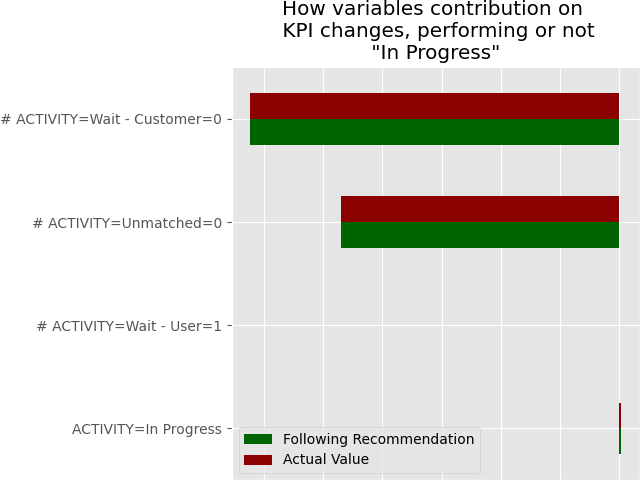 How variables contribution on
KPI changes, performing or not
"In Progress"
# ACTIVITY=Wait - Customer=0
# ACTIVITY=Unmatched=0
# ACTIVITY=Wait - User=1
ACTIVITY=In Progress
Following Recommendation
Actual Value